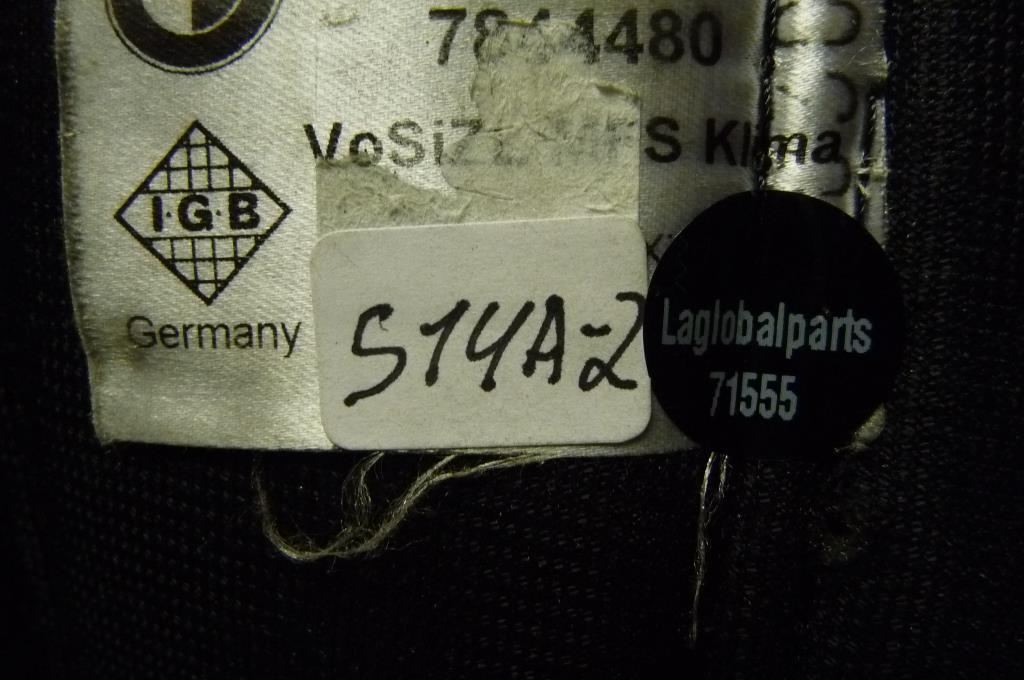 S Klima
I·G·B
Germany
S14A-2
Laglobalparts
71555